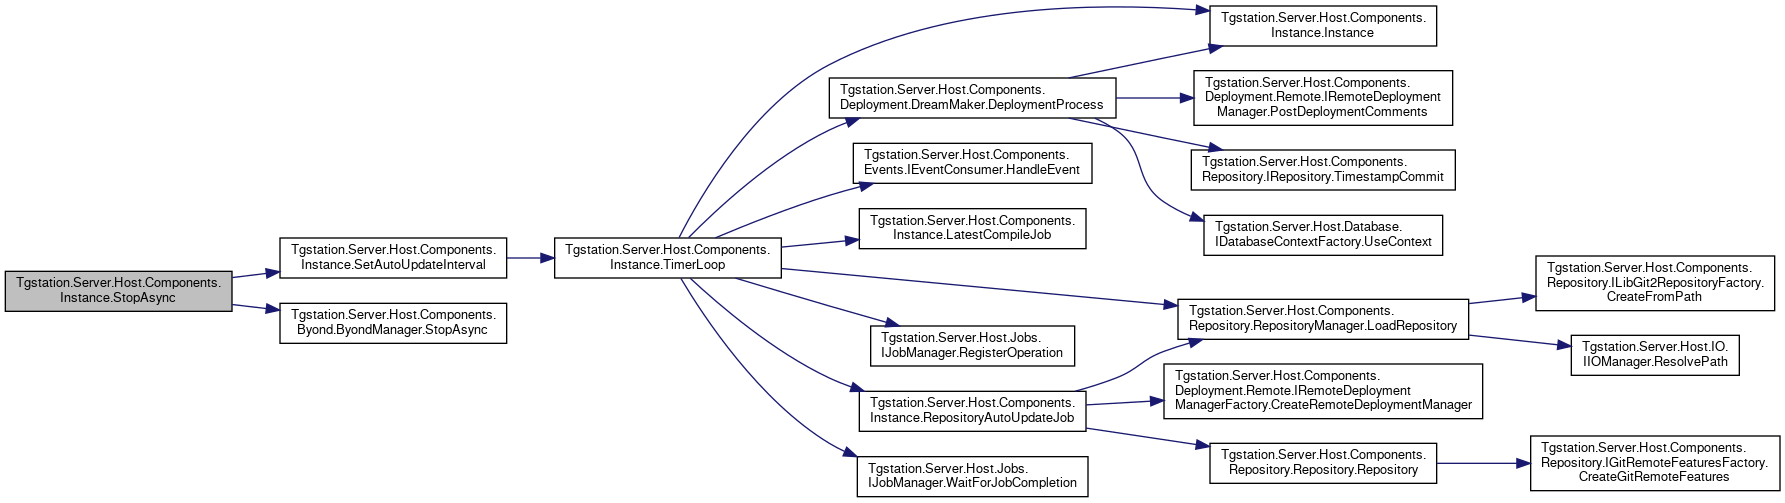 Tgstation.Server.Host.Components.
Instance.StopAsync
Tgstation.Server.Host.Components.
Instance.SetAutoUpdateInterval
Tgstation.Server.Host.Components.
Byond.ByondManager.StopAsync
Tgstation.Server.Host.Components.
Instance.TimerLoop
Tgstation.Server.Host.Components.
Deployment.DreamMaker.DeploymentProcess
Tgstation.Server.Host.Components.
Events.IEventConsumer.HandleEvent
Tgstation.Server.Host.Components.
Instance.LatestCompileJob
Tgstation.Server.Host.Jobs.
IJobManager.RegisterOperation
Tgstation.Server.Host.Components.
Instance.RepositoryAutoUpdateJob
Tgstation.Server.Host.Jobs.
IJobManager.WaitForJobCompletion
Tgstation.Server.Host.Components.
Instance.Instance
Tgstation.Server.Host.Components.
Deployment.Remote.IRemoteDeployment
Manager.PostDeploymentComments
Tgstation.Server.Host.Components.
Repository.IRepository.TimestampCommit
Tgstation.Server.Host.Database.
IDatabaseContextFactory.UseContext
Tgstation.Server.Host.Components.
Repository.RepositoryManager.LoadRepository
Tgstation.Server.Host.Components.
Deployment.Remote.IRemoteDeployment
ManagerFactory.CreateRemoteDeploymentManager
Tgstation.Server.Host.Components.
Repository.Repository.Repository
Tgstation.Server.Host.Components.
Repository.ILibGit2RepositoryFactory.
CreateFromPath
Tgstation.Server.Host.IO.
IIOManager.ResolvePath
Tgstation.Server.Host.Components.
Repository.IGitRemoteFeaturesFactory.
CreateGitRemoteFeatures